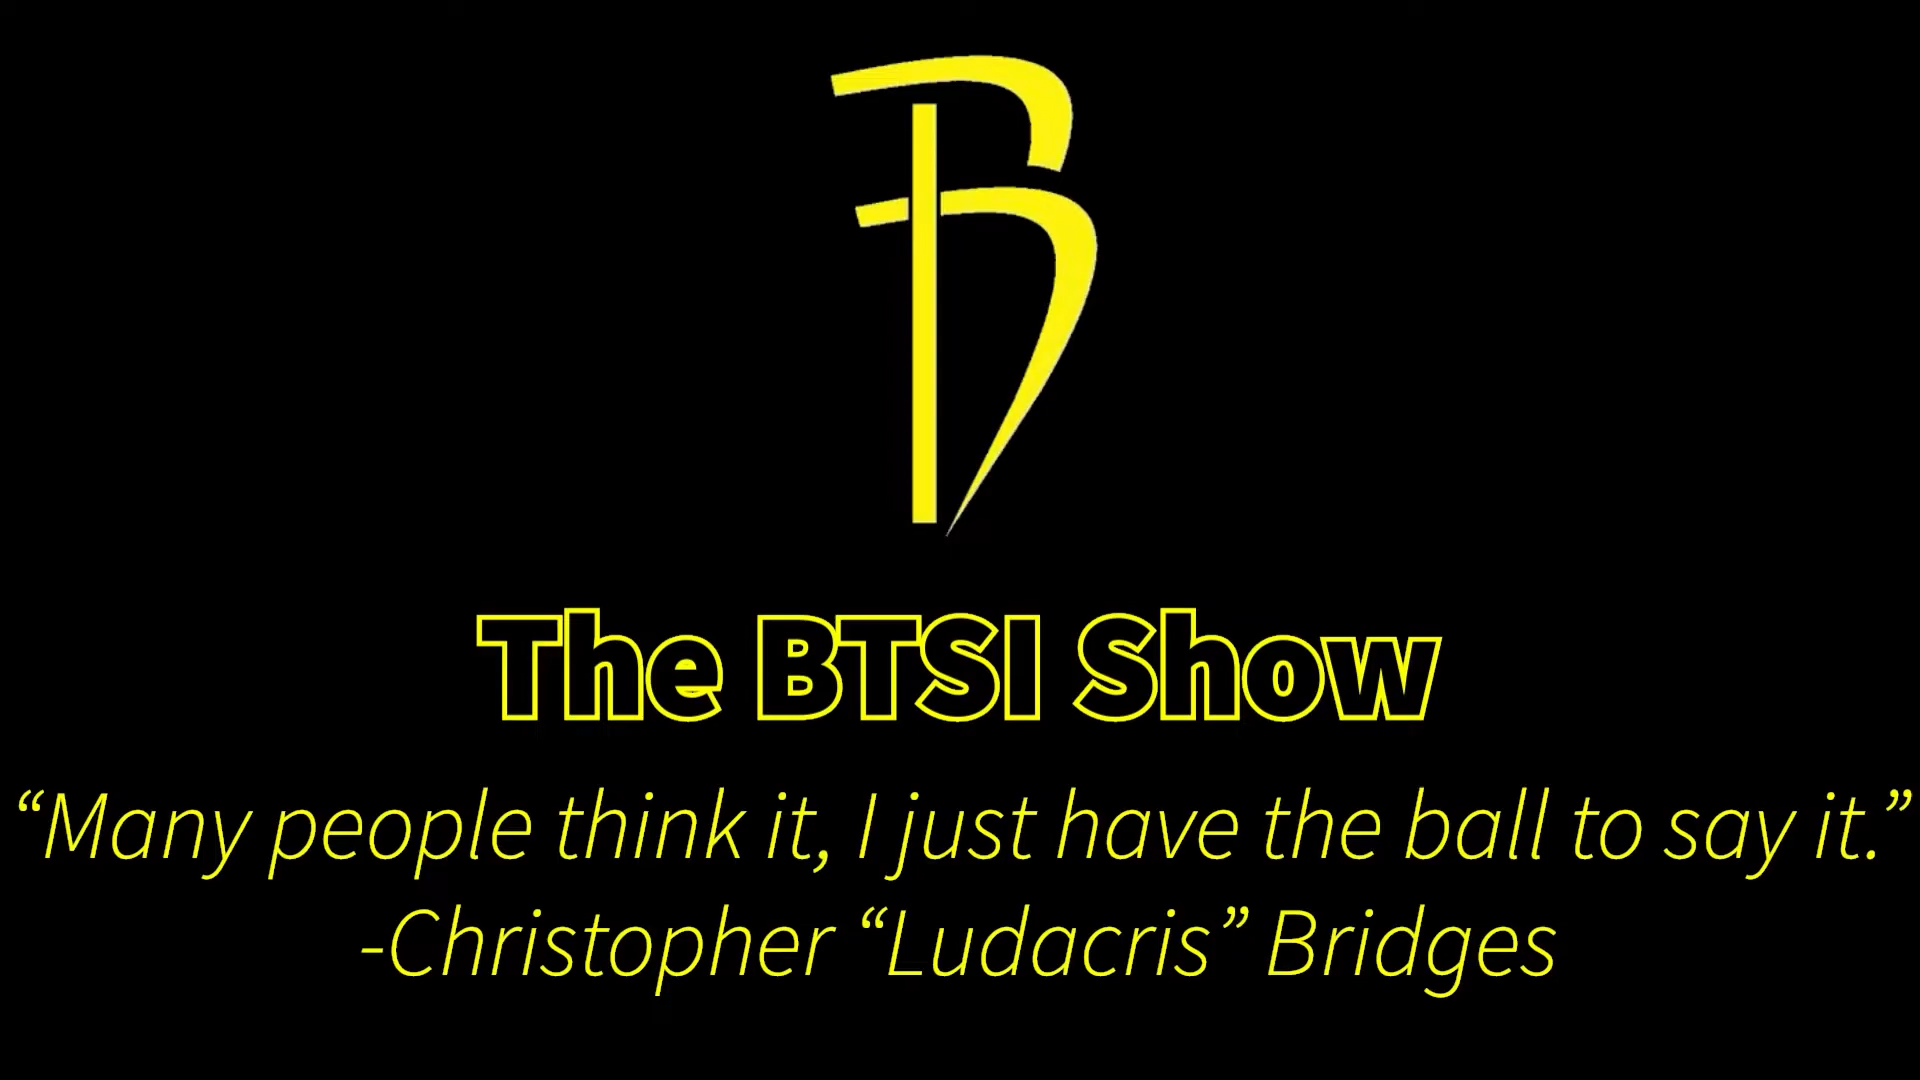 B
The BTSI Show
“Many people think it, I just have the ball to say it.”
-Christopher “Ludacris” Bridges